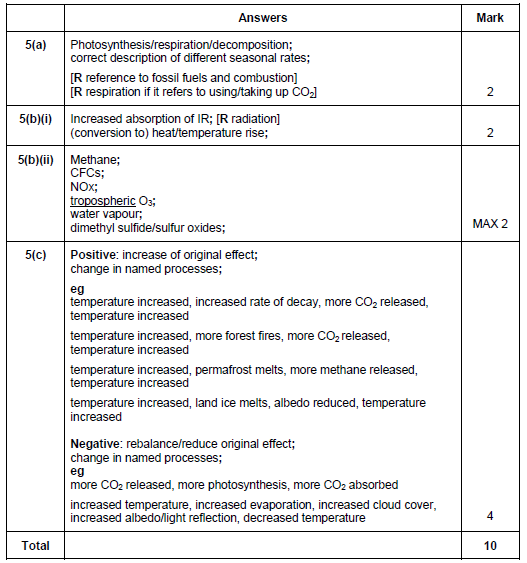 Answers Mark
5(a) Photosynthesis/respiration/decomposition;
correct description of different seasonal rates;
[R reference to fossil fuels and combustion]
[R respiration if it refers to using/taking up CO₂] 2
5(b)(i) Increased absorption of IR; [R radiation]
(conversion to) heat/temperature rise; 2
5(b)(ii) Methane;
CFCs;
NOx;
tropospheric O₃;
water vapour;
dimethyl sulfide/sulfur oxides; MAX 2
5(c) Positive: increase of original effect;
change in named processes;
eg
temperature increased, increased rate of decay, more CO₂ released,
temperature increased
temperature increased, more forest fires, more CO₂ released,
temperature increased
temperature increased, permafrost melts, more methane released,
temperature increased
temperature increased, land ice melts, albedo reduced, temperature
increased
Negative: rebalance/reduce original effect;
change in named processes;
eg
more CO₂ released, more photosynthesis, more CO₂ absorbed
increased temperature, increased evaporation, increased cloud cover,
increased albedo/light reflection, decreased temperature 4
Total 10